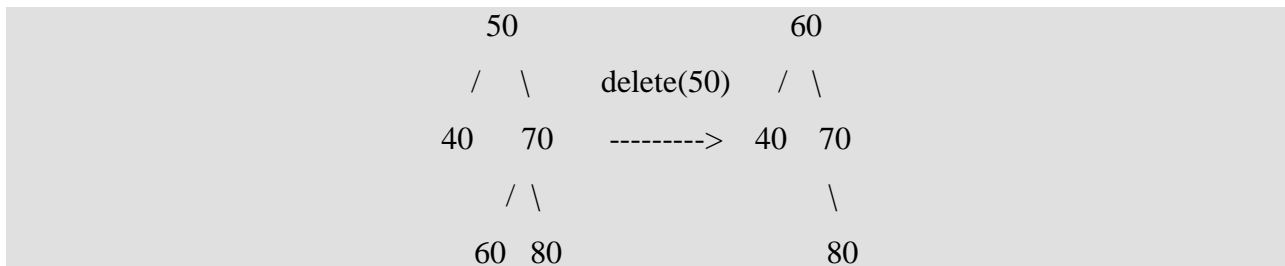 50 60
/ \ delete(50) / \
40 70 ---------> 40 70
/ \ \
60 80 80